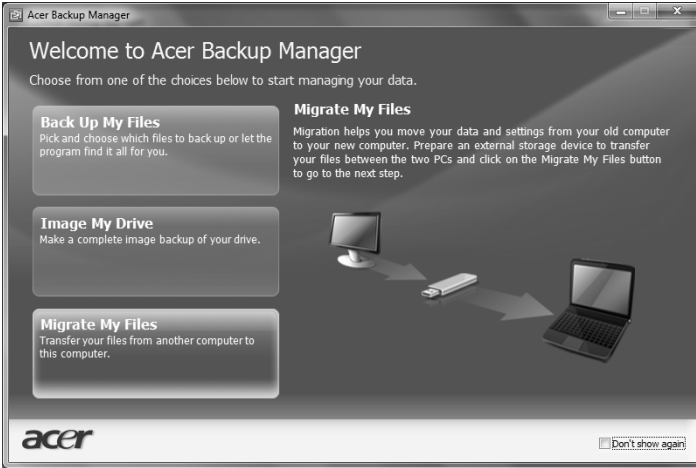 Acer Backup Manager
Welcome to Acer Backup Manager
Choose from one of the choices below to start managing your data.
Back Up My Files
Pick and choose which files to back up or let the
program find it all for you.
Image My Drive
Make a complete image backup of your drive.
Migrate My Files
Transfer your files from another computer to
this computer.
Migrate My Files
Migration helps you move your data and settings from your old computer
to your new computer. Prepare an external storage device to transfer
your files between the two PCs and click on the Migrate My Files button
to go to the next step.
acer
Don't show again